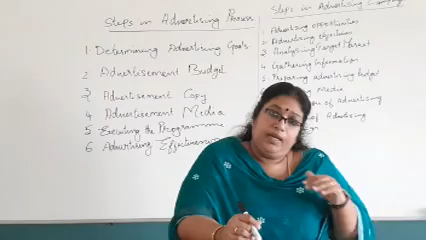 Steps in Advertising Process
1 Determining Advertising Goals
2 Advertisement Budget
3 Advertisement Copy
4 Advertisement Media
5 Executing the Programme
6 Advertising Effectiveness
Steps in Advertising
1 Advertising opportunities
2 Advertising objectives
3 Analysing Target Market
4 Gathering Information
5 Preparing advertising budget
Media
of Advertising
of Advertising